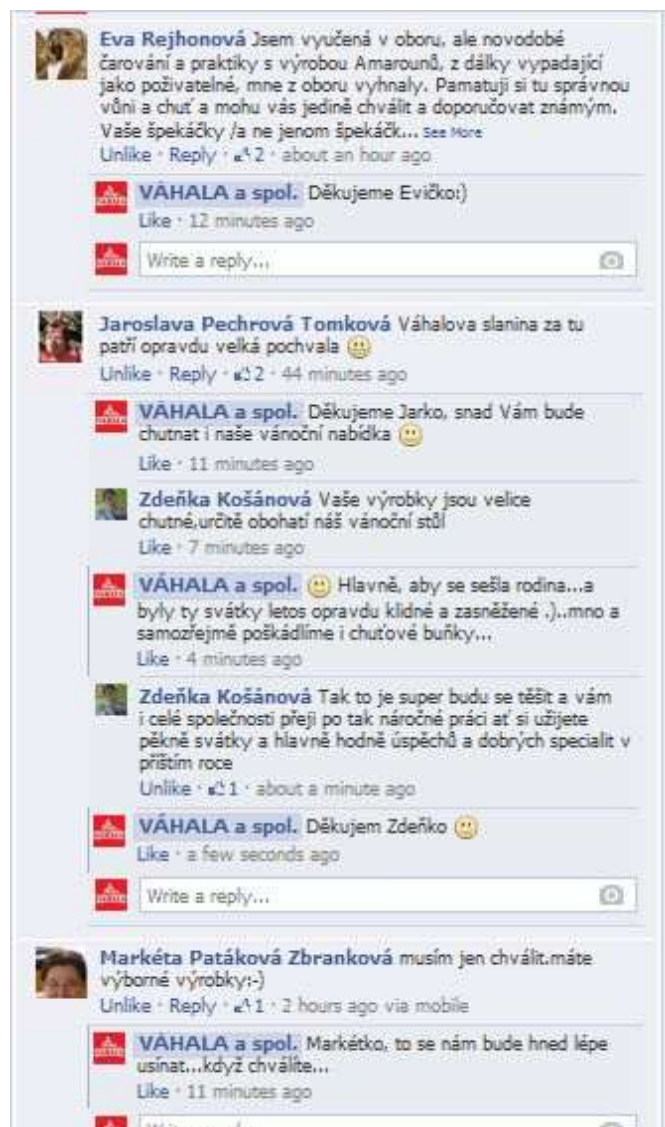 Eva Rejhonová Jsem vyučená v oboru, ale novodobé
čarování a praktiky s výrobou Amarounů, z dálky vypadající
jako poživatelné, mne z oboru vyhnaly. Pamatuji si tu správnou
vůni a chuť a mohu vás jedině chválit a doporučovat známým.
Vaše špekáčky /a ne jenom špekáčk... See More
Unlike · Reply · 2 · about an hour ago
VÁHALA a spol. Děkujeme Evičko:)
Like · 12 minutes ago
Write a reply...
Jaroslava Pechrová Tomková Váhalova slanina za tu
patří opravdu velká pochvala
Unlike · Reply · 2 · 44 minutes ago
VÁHALA a spol. Děkujeme Jarko, snad Vám bude
chutnat i naše vánoční nabídka
Like · 11 minutes ago
Zdeňka Košánová Vaše výrobky jsou velice
chutné,určitě obohatí náš vánoční stůl
Like · 7 minutes ago
VÁHALA a spol. Hlavně, aby se sešla rodina...a
byly ty svátky letos opravdu klidné a zasněžené .)..mno a
samozřejmě poškádlíme i chuťové buňky...
Like · 4 minutes ago
Zdeňka Košánová Tak to je super budu se těšit a vám
i celé společnosti přeji po tak náročné práci ať si užijete
pěkně svátky a hlavně hodně úspěchů a dobrých specialit v
příštím roce
Unlike · 1 · about a minute ago
VÁHALA a spol. Děkujem Zdeňko
Like · a few seconds ago
Write a reply...
Markéta Patáková Zbranková musím jen chválit.máte
výborné výrobky:-)
Unlike · Reply · 1 · 2 hours ago via mobile
VÁHALA a spol. Markétko, to se nám bude hned lépe
usínat...když chválíte...
Like · 11 minutes ago